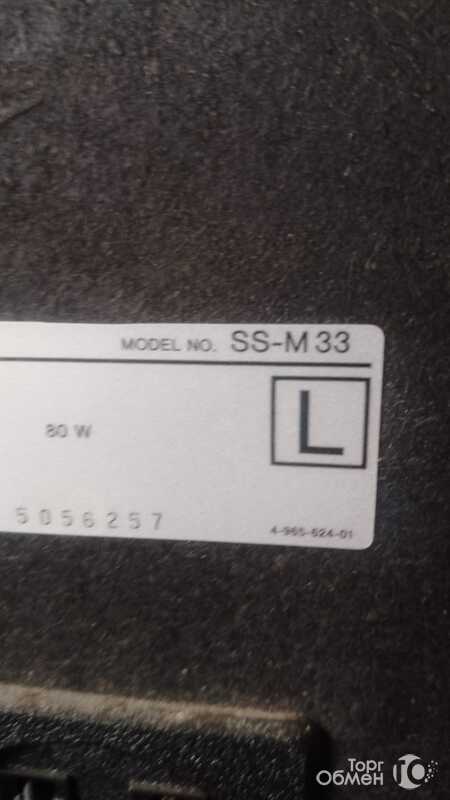 MODEL NO. SS-M33
L
80 W
5056257
4-965-624-01
Торг
Обмен